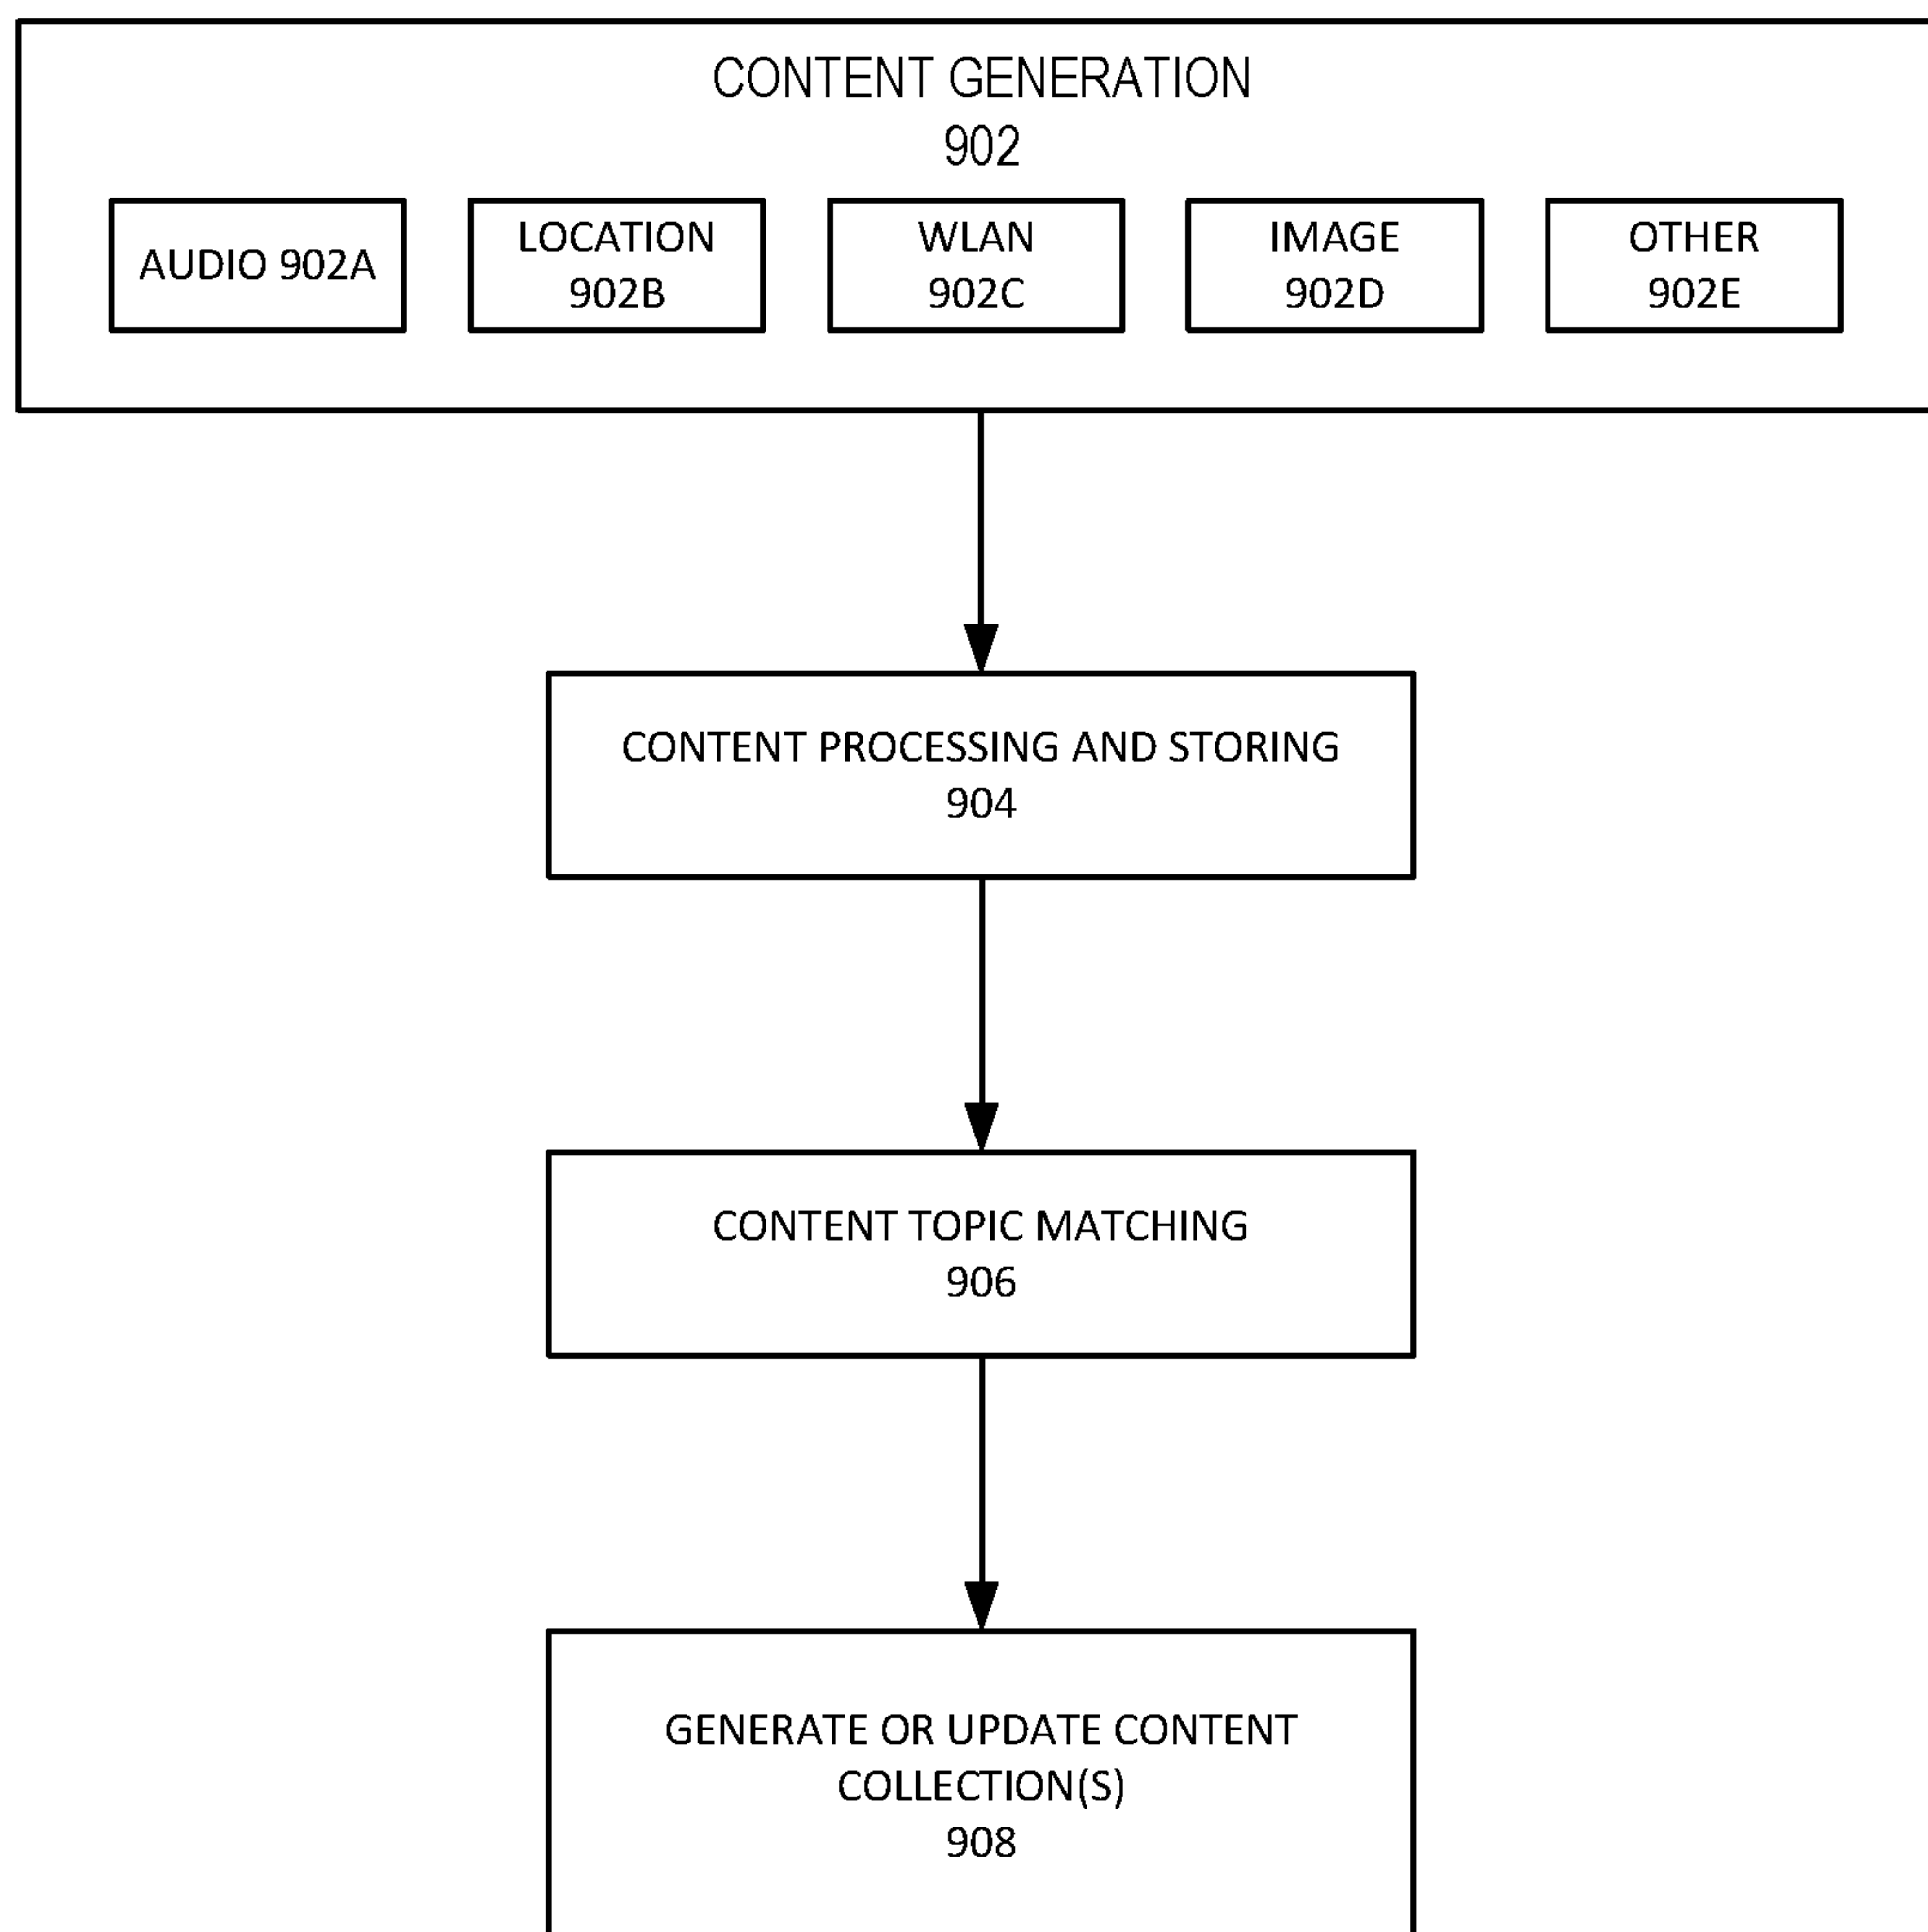 CONTENT GENERATION
902
AUDIO 902A
LOCATION
902B
WLAN
902C
IMAGE
902D
OTHER
902E
CONTENT PROCESSING AND STORING
904
CONTENT TOPIC MATCHING
906
GENERATE OR UPDATE CONTENT
COLLECTION(S)
908